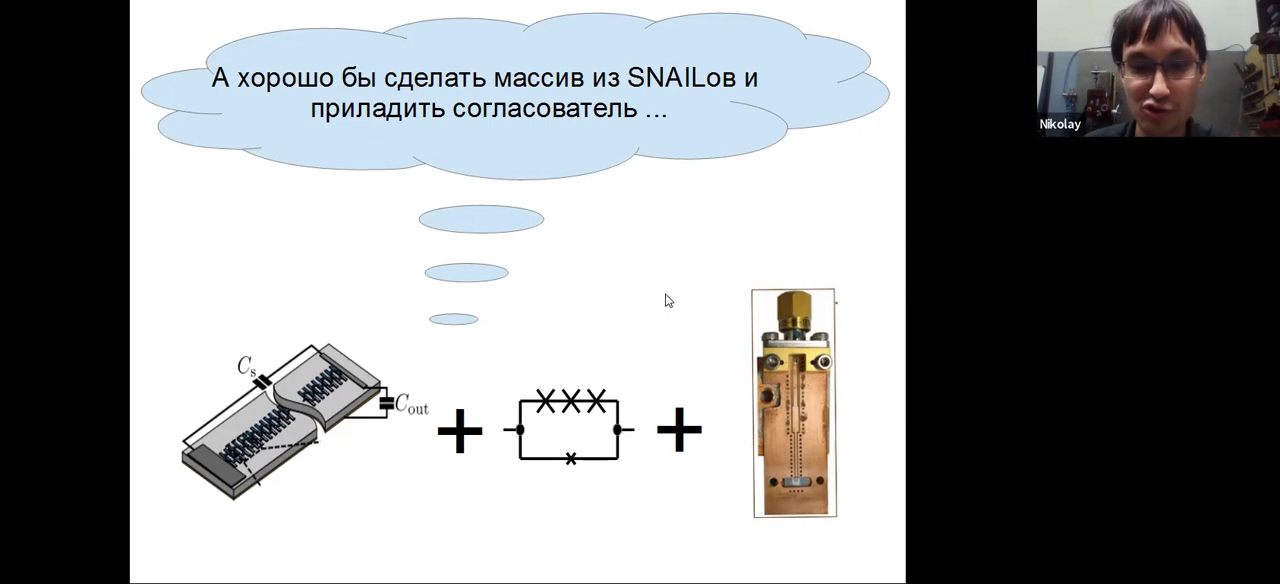 А хорошо бы сделать массив из SNAILов и
приладить согласователь ...
Nikolay
Cs
Cout
+
+